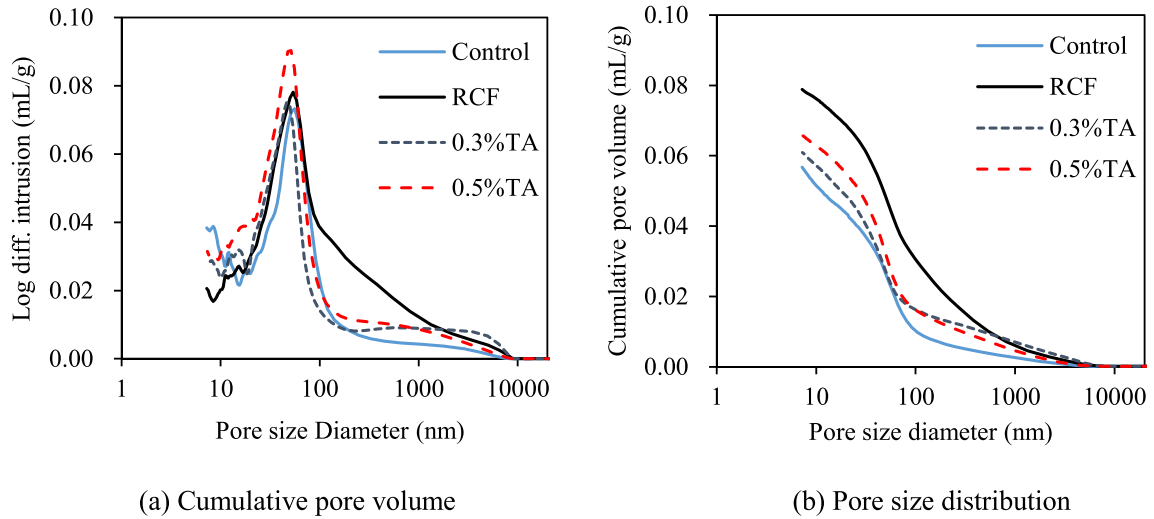 0.10
0.08
0.06
0.04
0.02
0.00
Log diff. intrusion (mL/g)
Control
RCF
0.3%TA
0.5%TA
1
10
100
1000
10000
Pore size Diameter (nm)
(a) Cumulative pore volume
0.10
0.08
0.06
0.04
0.02
0.00
Cumulative pore volume (mL/g)
Control
RCF
0.3%TA
0.5%TA
1
10
100
1000
10000
Pore size diameter (nm)
(b) Pore size distribution